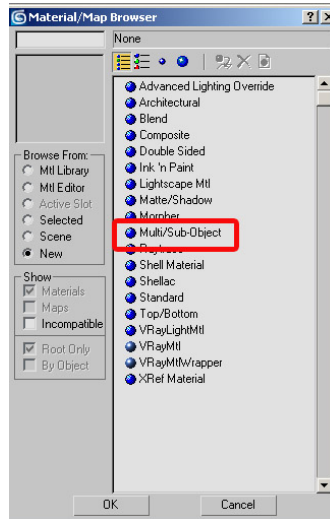 Material/Map Browser
None
Advanced Lighting Override
Architectural
Blend
Composite
Double Sided
Ink 'n Paint
Lightscape Mtl
Matte/Shadow
Morpher
Multi/Sub-Object
Raytrace
Shell Material
Shellac
Standard
Top/Bottom
VRayLightMtl
VRayMtl
VRayMtlWrapper
XRef Material
Browse From:
Mtl Library
Mtl Editor
Active Slot
Selected
Scene
New
Show
Materials
Maps
Incompatible
Root Only
By Object
OK
Cancel